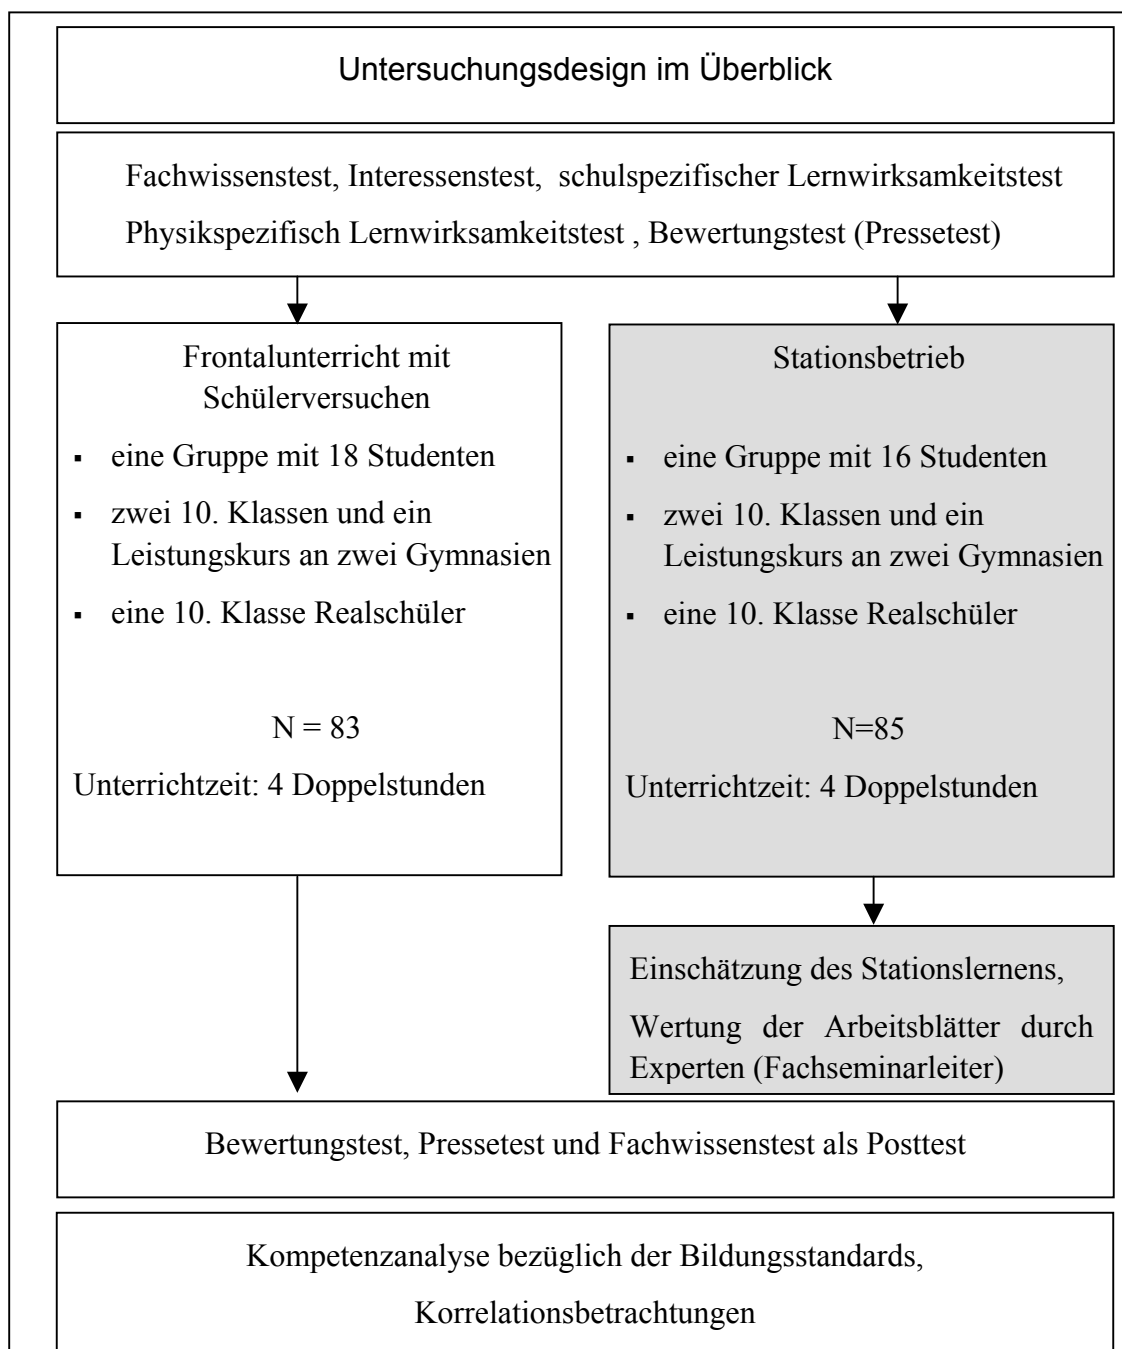 Untersuchungsdesign im Überblick
Fachwissenstest, Interessenstest, schulspezifischer Lernwirksamkeitstest
Physikspezifisch Lernwirksamkeitstest , Bewertungstest (Pressetest)
Frontalunterricht mit
Schülerversuchen
▪ eine Gruppe mit 18 Studenten
▪ zwei 10. Klassen und ein
Leistungskurs an zwei Gymnasien
▪ eine 10. Klasse Realschüler
N = 83
Unterrichtzeit: 4 Doppelstunden
Stationsbetrieb
▪ eine Gruppe mit 16 Studenten
▪ zwei 10. Klassen und ein
Leistungskurs an zwei Gymnasien
▪ eine 10. Klasse Realschüler
N=85
Unterrichtzeit: 4 Doppelstunden
Einschätzung des Stationslernens,
Wertung der Arbeitsblätter durch
Experten (Fachseminarleiter)
Bewertungstest, Pressetest und Fachwissenstest als Posttest
Kompetenzanalyse bezüglich der Bildungsstandards,
Korrelationsbetrachtungen